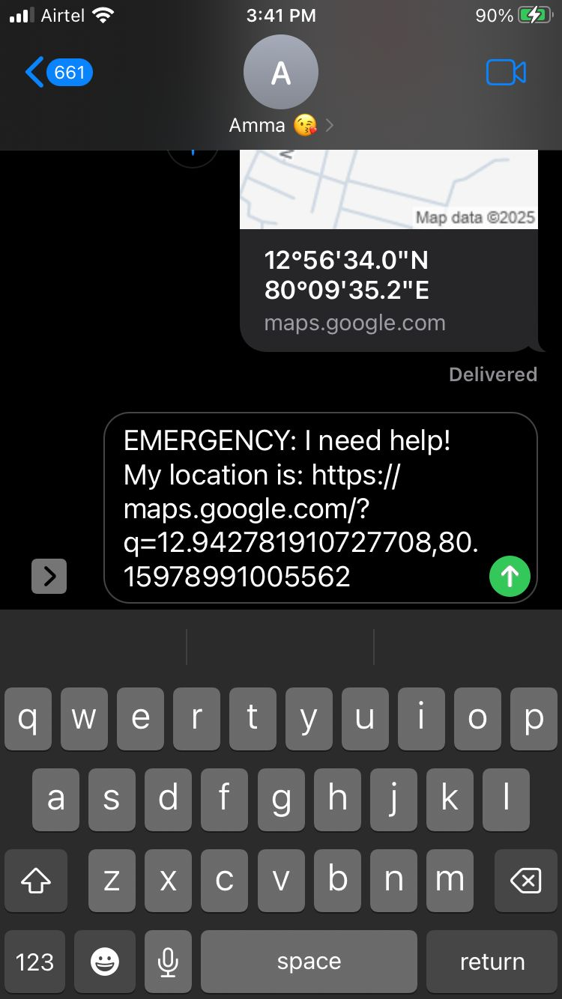 Airtel 3:41 PM 90%
661
A
Amma 😘
Map data ©2025
12°56'34.0"N
80°09'35.2"E
maps.google.com
Delivered
EMERGENCY: I need help!
My location is: https://
maps.google.com/?
q=12.942781910727708,80.
15978991005562
q w e r t y u i o p
a s d f g h j k l
z x c v b n m
123 space return